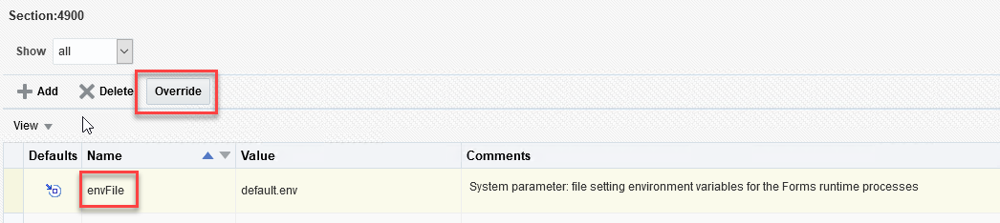 Section:4900
Show all
Add Delete Override
View
Defaults Name Value Comments
envFile default.env System parameter: file setting environment variables for the Forms runtime processes